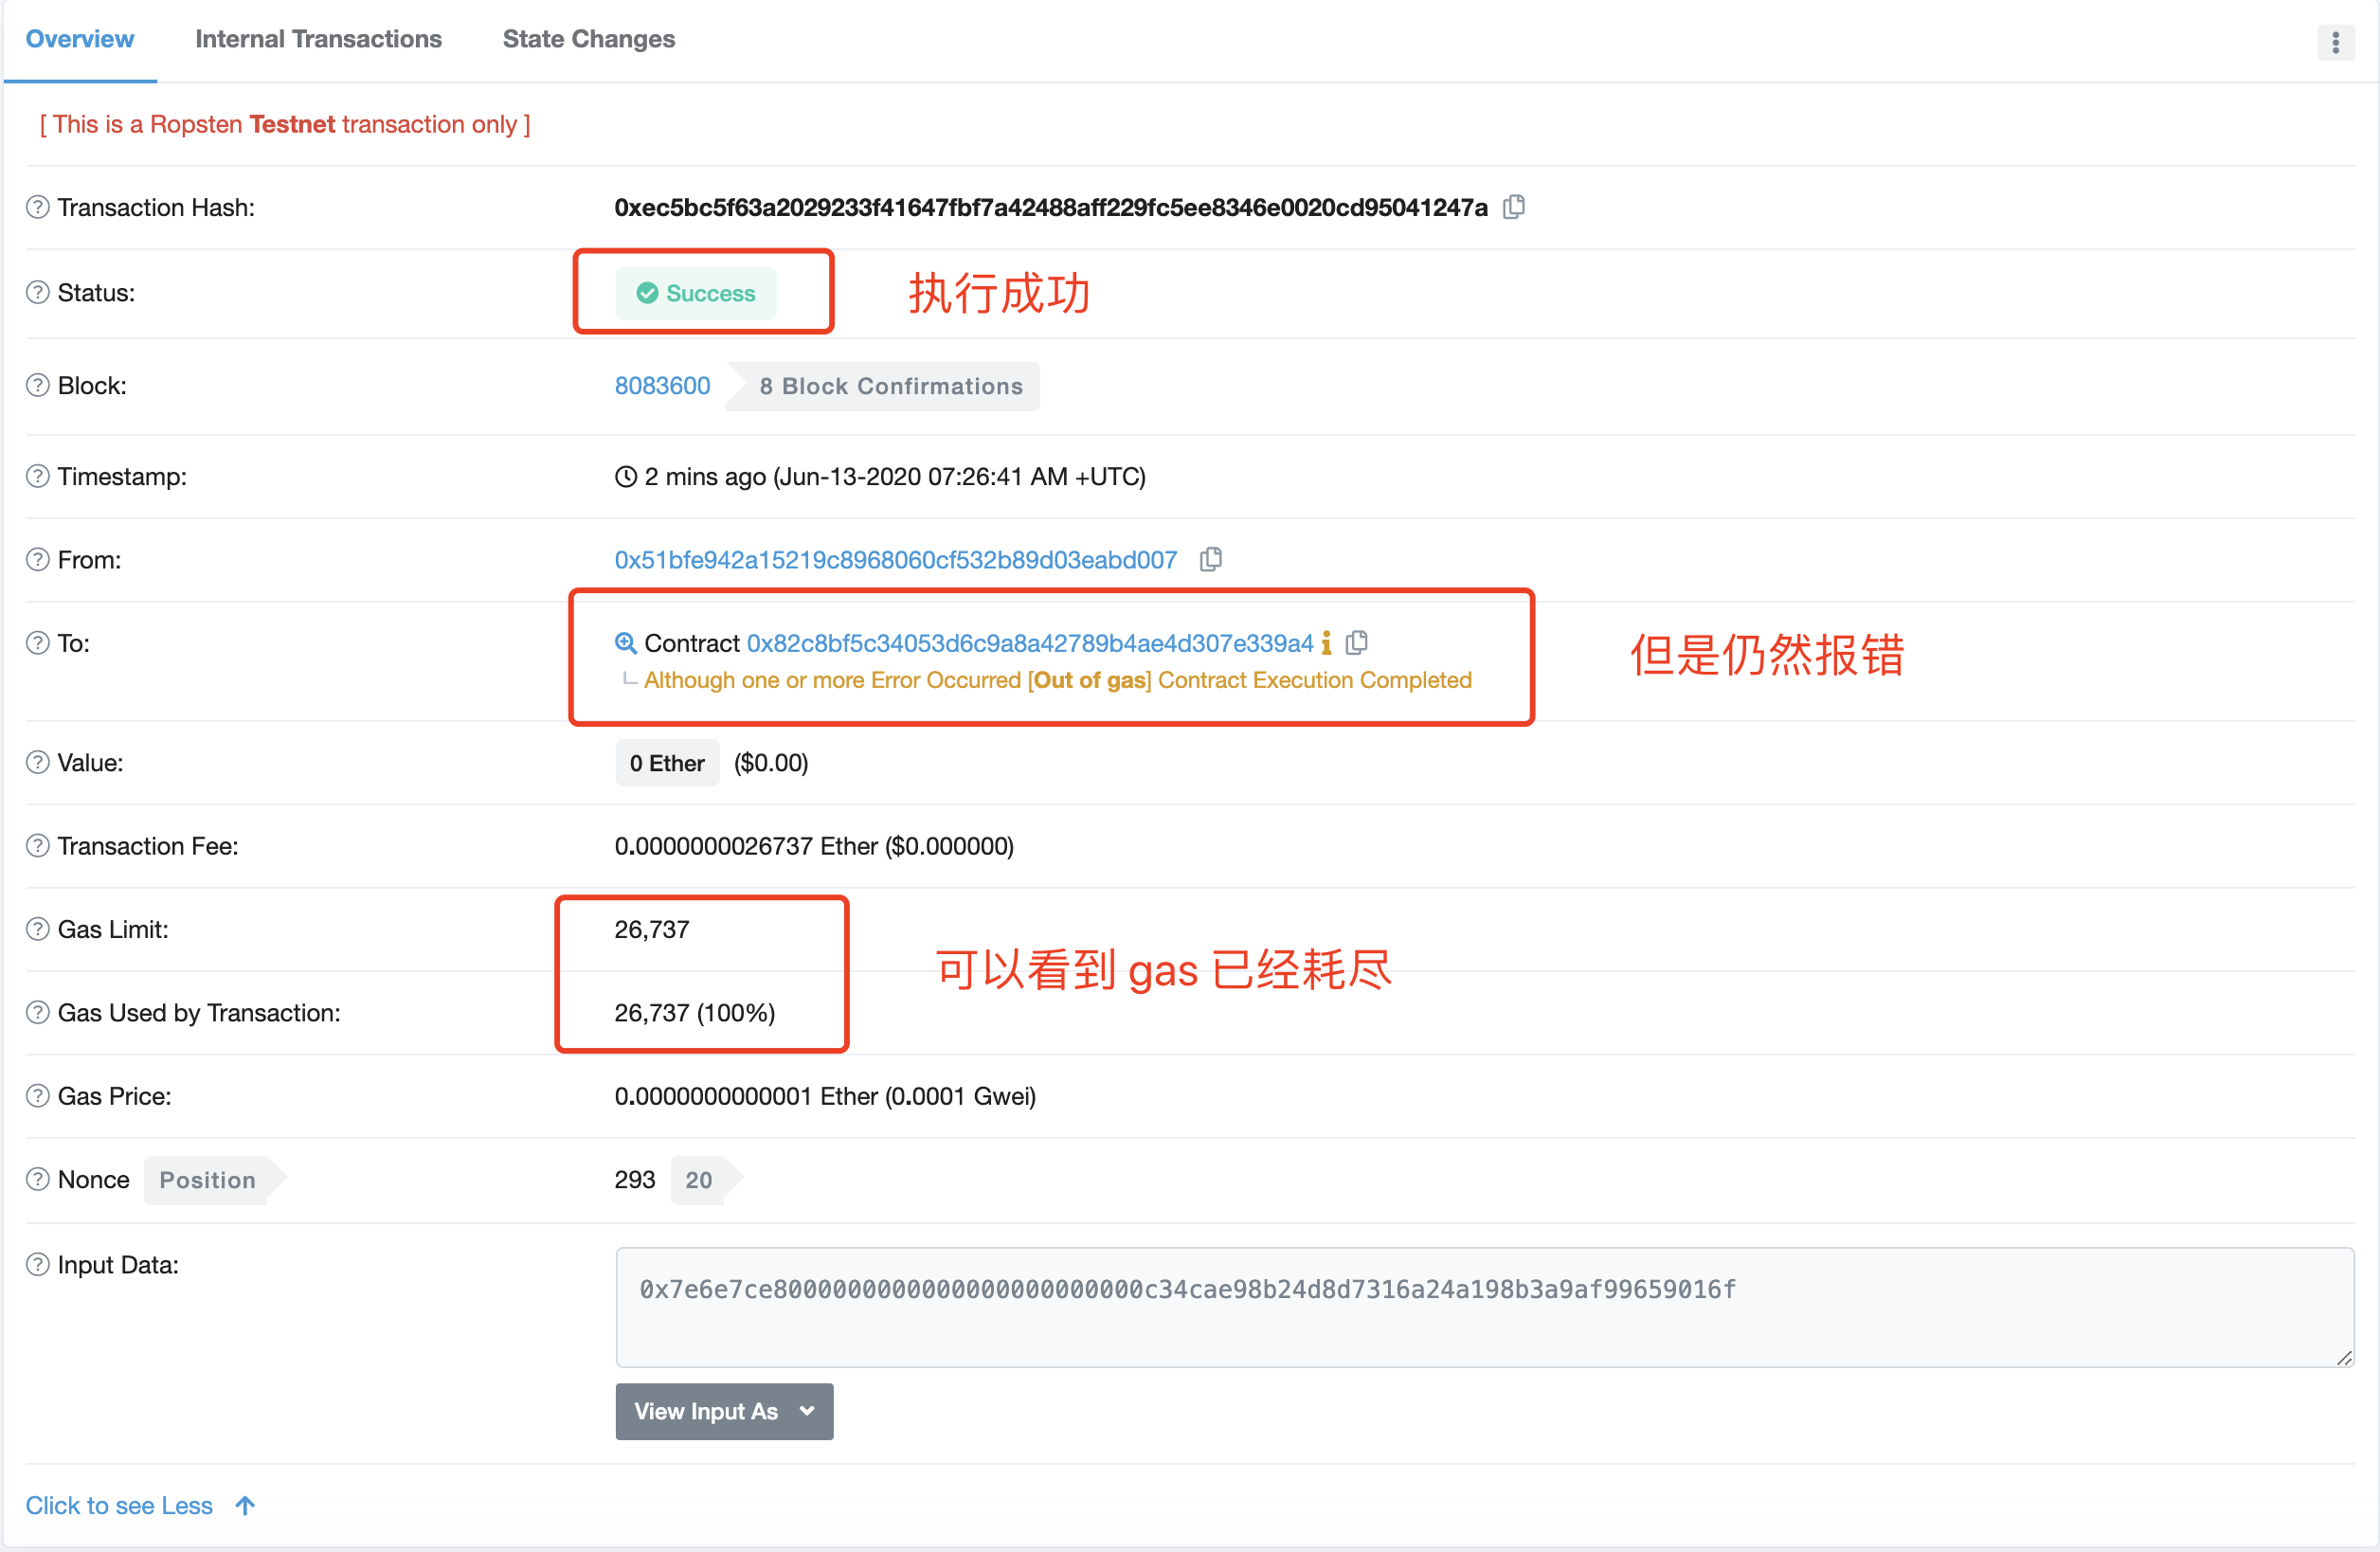 Overview Internal Transactions State Changes
[ This is a Ropsten Testnet transaction only ]
Transaction Hash: 0xec5bc5f63a2029233f41647fbf7a42488aff229fc5ee8346e0020cd95041247a
Status: Success 执行成功
Block: 8083600 8 Block Confirmations
Timestamp: 2 mins ago (Jun-13-2020 07:26:41 AM +UTC)
From: 0x51bfe942a15219c8968060cf532b89d03eabd007
To: Contract 0x82c8bf5c34053d6c9a8a42789b4ae4d307e339a4 但是仍然报错
Although one or more Error Occurred [Out of gas] Contract Execution Completed
Value: 0 Ether ($0.00)
Transaction Fee: 0.0000000026737 Ether ($0.000000)
Gas Limit: 26,737
可以看到 gas 已经耗尽
Gas Used by Transaction: 26,737 (100%)
Gas Price: 0.0000000000001 Ether (0.0001 Gwei)
Nonce Position 293 20
Input Data: 0x7e6e7ce8000000000000000000000000c34cae98b24d8d7316a24a198b3a9af99659016f
View Input As
Click to see Less